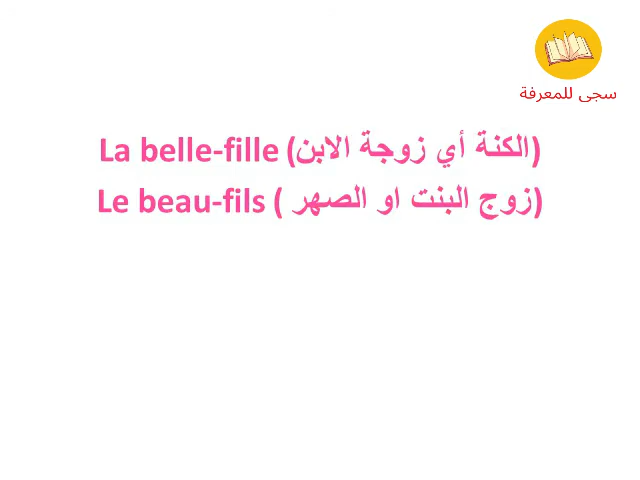 سجى للمعرفة
La belle-fille (الكنة أي زوجة الابن)
Le beau-fils ( زوج البنت او الصهر)